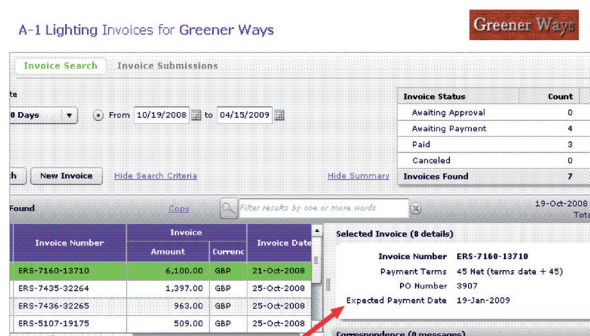 A-1 Lighting Invoices for Greener Ways
Greener Ways
Invoice Search Invoice Submissions
te
Days From 10/19/2008 to 04/15/2009
Invoice Status Count
Awaiting Approval 0
Awaiting Payment 4
Paid 3
Canceled 0
Invoices Found 7
New Invoice Hide Search Criteria Hide Summary
Found Copy Filter results by one or more words
19-Oct-2008
Tota
Invoice Number Invoice Amount Currenc Invoice Date
ERS-7160-13710 6,100.00 GBP 21-Oct-2008
ERS-7435-32264 1,397.00 GBP 25-Oct-2008
ERS-7436-32265 963.00 GBP 25-Oct-2008
ERS-5107-19175 509.00 GBP 27-Oct-2008
Selected Invoice (8 details)
Invoice Number ERS-7160-13710
Payment Terms 45 Net (terms date + 45)
PO Number 3907
Expected Payment Date 19-Jan-2009
Correspondence (0 messages)